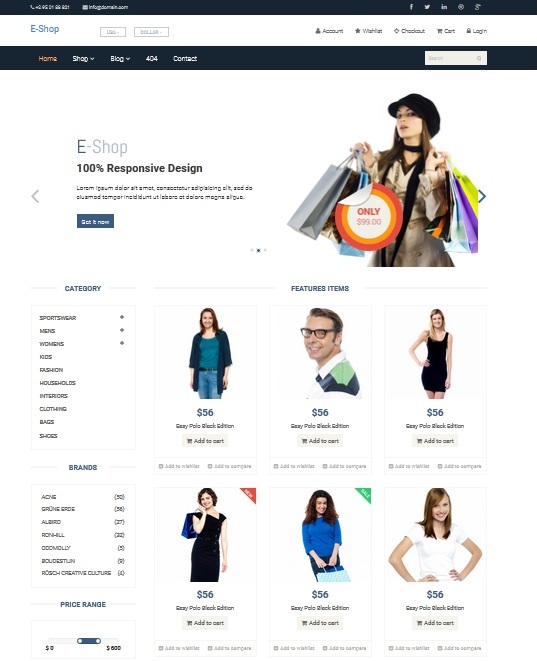 +2 95 01 88 821
info@domain.com
E-Shop
USA
DOLLAR
Account
Wishlist
Checkout
Cart
Login
Home
Shop
Blog
404
Contact
Search
E-Shop
100% Responsive Design
Lorem ipsum dolor sit amet, consectetur adipisicing elit, sed do
eiusmod tempor incididunt ut labore et dolore magna aliqua.
Get it now
ONLY
$99.00
CATEGORY
SPORTSWEAR
MENS
WOMENS
KIDS
FASHION
HOUSEHOLDS
INTERIORS
CLOTHING
BAGS
SHOES
BRANDS
ACNE (50)
GRÜNE ERDE (56)
ALBIRO (27)
RONHILL (32)
ODDMOLLY (5)
BOUDESTIJN (9)
RÖSCH CREATIVE CULTURE (4)
PRICE RANGE
$ 0 $ 600
FEATURES ITEMS
$56 $56 $56
Easy Polo Black Edition Easy Polo Black Edition Easy Polo Black Edition
Add to cart Add to cart Add to cart
Add to wishlist Add to compare Add to wishlist Add to compare Add to wishlist Add to compare
NEW
SALE
$56 $56 $56
Easy Polo Black Edition Easy Polo Black Edition Easy Polo Black Edition
Add to cart Add to cart Add to cart
Add to wishlist Add to compare Add to wishlist Add to compare Add to wishlist Add to compare